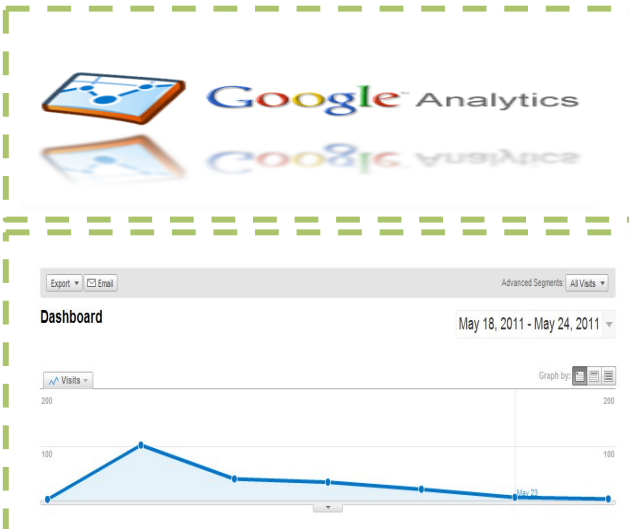 Google Analytics
Export Email Advanced Segments: All Visits
Dashboard
May 18, 2011 - May 24, 2011
Visits Graph by:
200 200
100 100
May 23